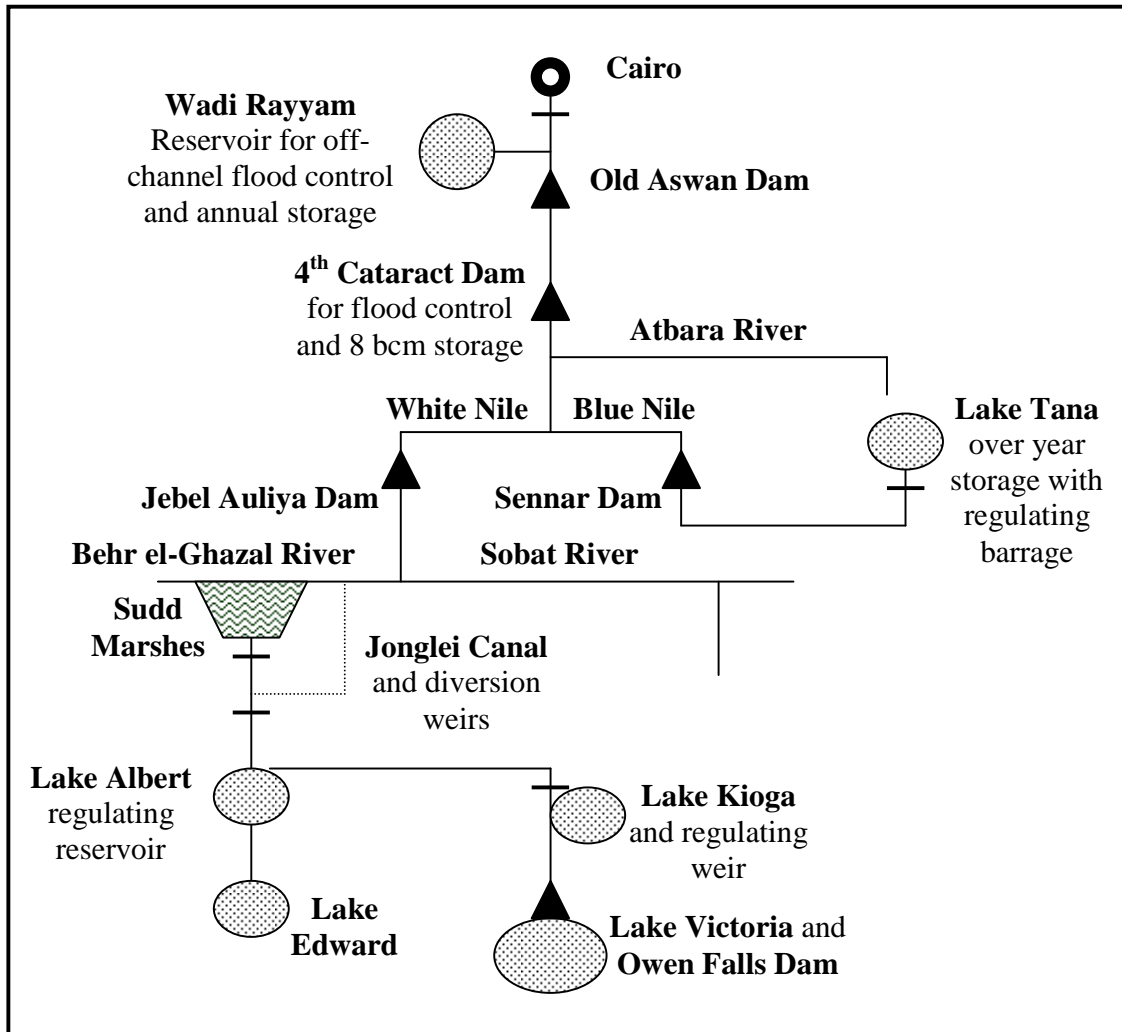 Cairo
Wadi Rayyam
Reservoir for off-
channel flood control
and annual storage
Old Aswan Dam
4th Cataract Dam
for flood control
and 8 bcm storage
Atbara River
White Nile
Blue Nile
Lake Tana
over year
storage with
regulating
barrage
Jebel Auliya Dam
Sennar Dam
Behr el-Ghazal River
Sobat River
Sudd
Marshes
Jonglei Canal
and diversion
weirs
Lake Albert
regulating
reservoir
Lake Kioga
and regulating
weir
Lake
Edward
Lake Victoria and
Owen Falls Dam